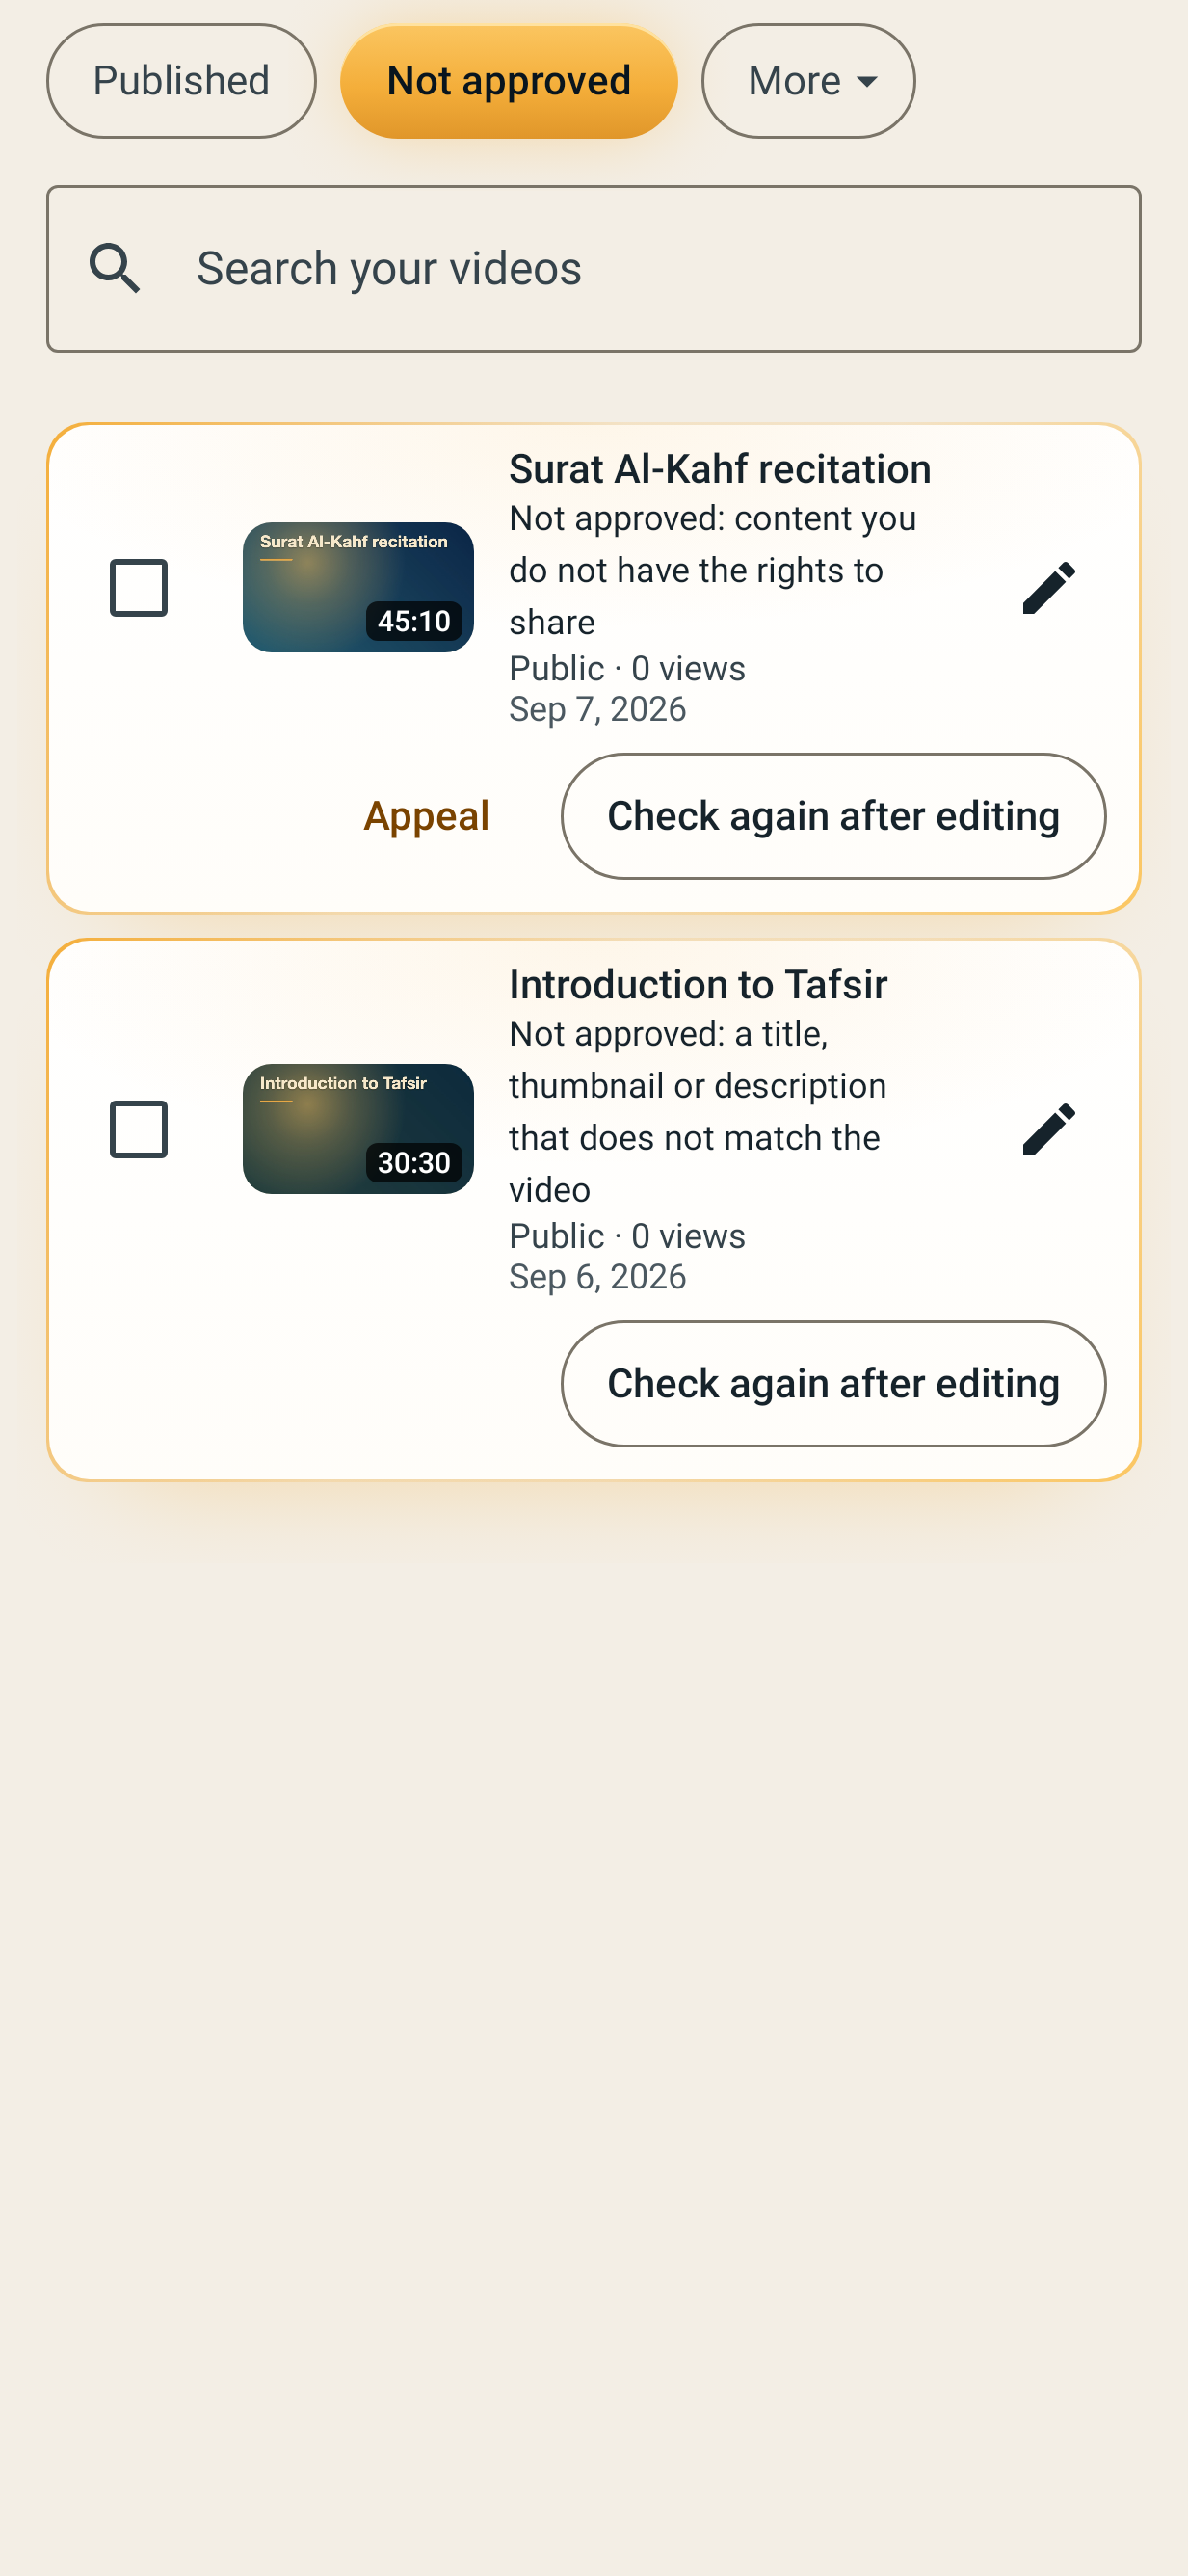 Published
Not approved
More
Search your videos
Surat Al-Kahf recitation
45:10
Surat Al-Kahf recitation
Not approved: content you
do not have the rights to
share
Public · 0 views
Sep 7, 2026
Appeal
Check again after editing
Introduction to Tafsir
30:30
Introduction to Tafsir
Not approved: a title,
thumbnail or description
that does not match the
video
Public · 0 views
Sep 6, 2026
Check again after editing